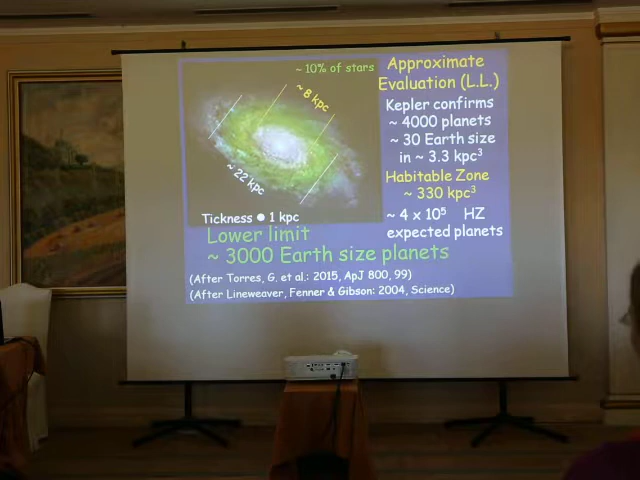 ~ 10% of stars
~ 8 kpc
~ 22 kpc
Tickness ● 1 kpc
Approximate
Evaluation (L.L.)
Kepler confirms
~ 4000 planets
~ 30 Earth size
in ~ 3.3 kpc³
Habitable Zone
~ 330 kpc³
~ 4 x 10⁵ HZ
expected planets
Lower limit
~ 3000 Earth size planets
(After Torres, G. et al.: 2015, ApJ 800, 99)
(After Lineweaver, Fenner & Gibson: 2004, Science)